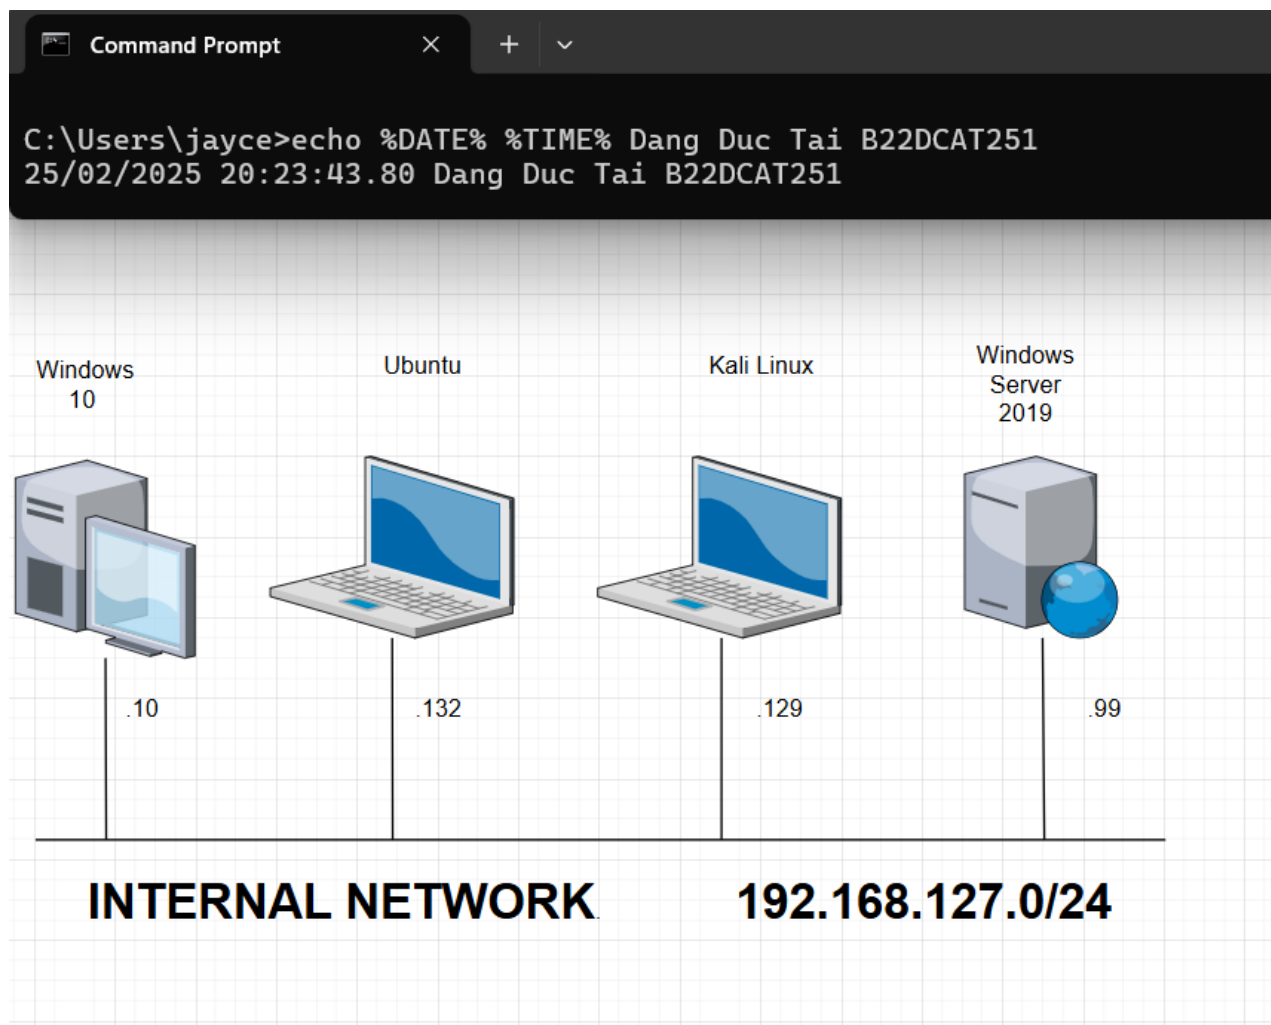 Command Prompt
C:\Users\jayce>echo %DATE% %TIME% Dang Duc Tai B22DCAT251
25/02/2025 20:23:43.80 Dang Duc Tai B22DCAT251
Windows
10
Ubuntu
Kali Linux
Windows
Server
2019
.10
.132
.129
.99
INTERNAL NETWORK.
192.168.127.0/24